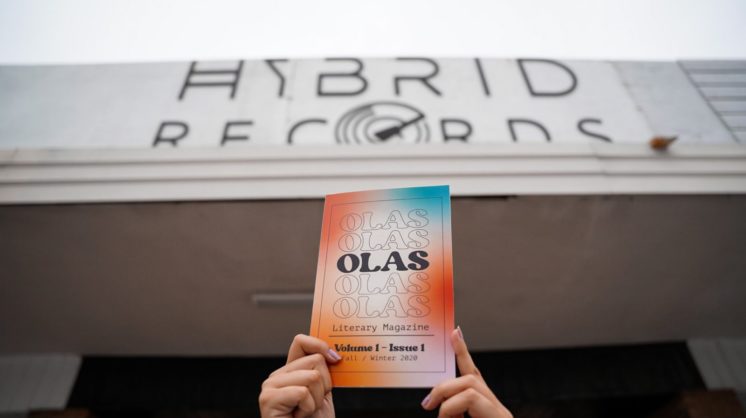 HYBRID
RECORDS
OLAS
OLAS
OLAS
OLAS
OLAS
Literary Magazine
Volume 1 - Issue 1
Fall / Winter 2020